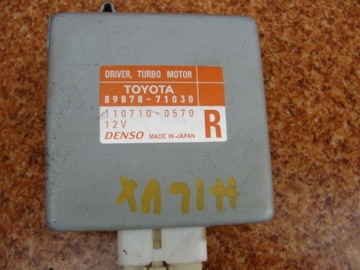 DRIVER, TURBO MOTOR
TOYOTA
89878-71030
110710-0570
12V
DENSO MADE IN JAPAN
R
HILUX